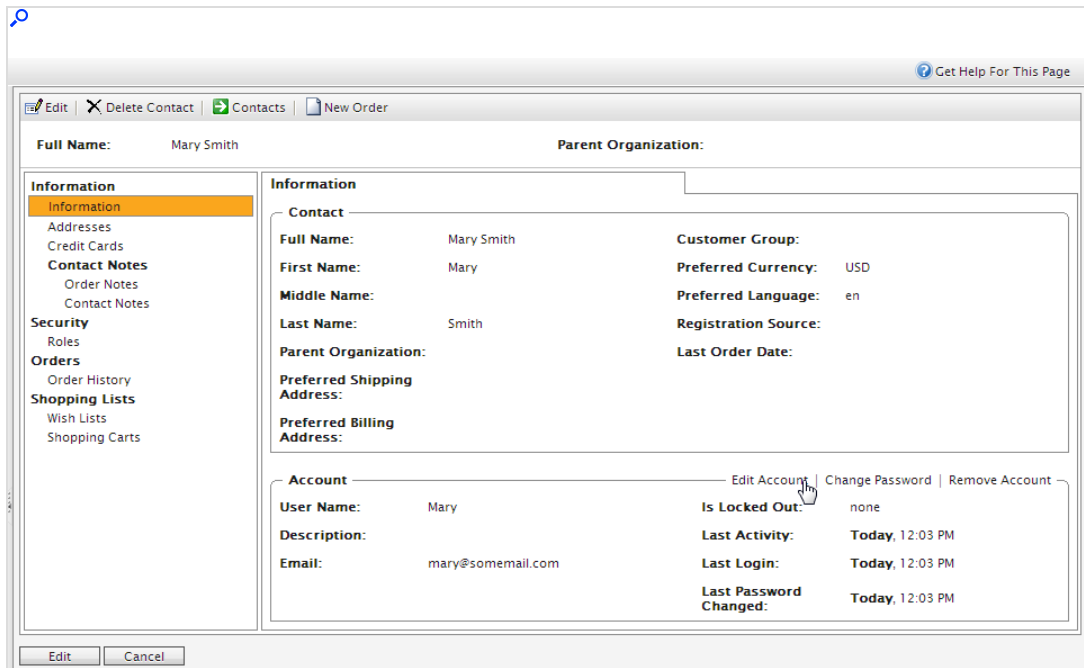 Get Help For This Page
Edit | Delete Contact | Contacts | New Order
Full Name: Mary Smith Parent Organization:
Information
Information
Addresses
Credit Cards
Contact Notes
Order Notes
Contact Notes
Security
Roles
Orders
Order History
Shopping Lists
Wish Lists
Shopping Carts
Information
Contact
Full Name: Mary Smith Customer Group:
First Name: Mary Preferred Currency: USD
Middle Name: Preferred Language: en
Last Name: Smith Registration Source:
Parent Organization: Last Order Date:
Preferred Shipping
Address:
Preferred Billing
Address:
Account Edit Account | Change Password | Remove Account
User Name: Mary Is Locked Out: none
Description: Last Activity: Today, 12:03 PM
Email: mary@somemail.com Last Login: Today, 12:03 PM
Last Password
Changed: Today, 12:03 PM
Edit Cancel